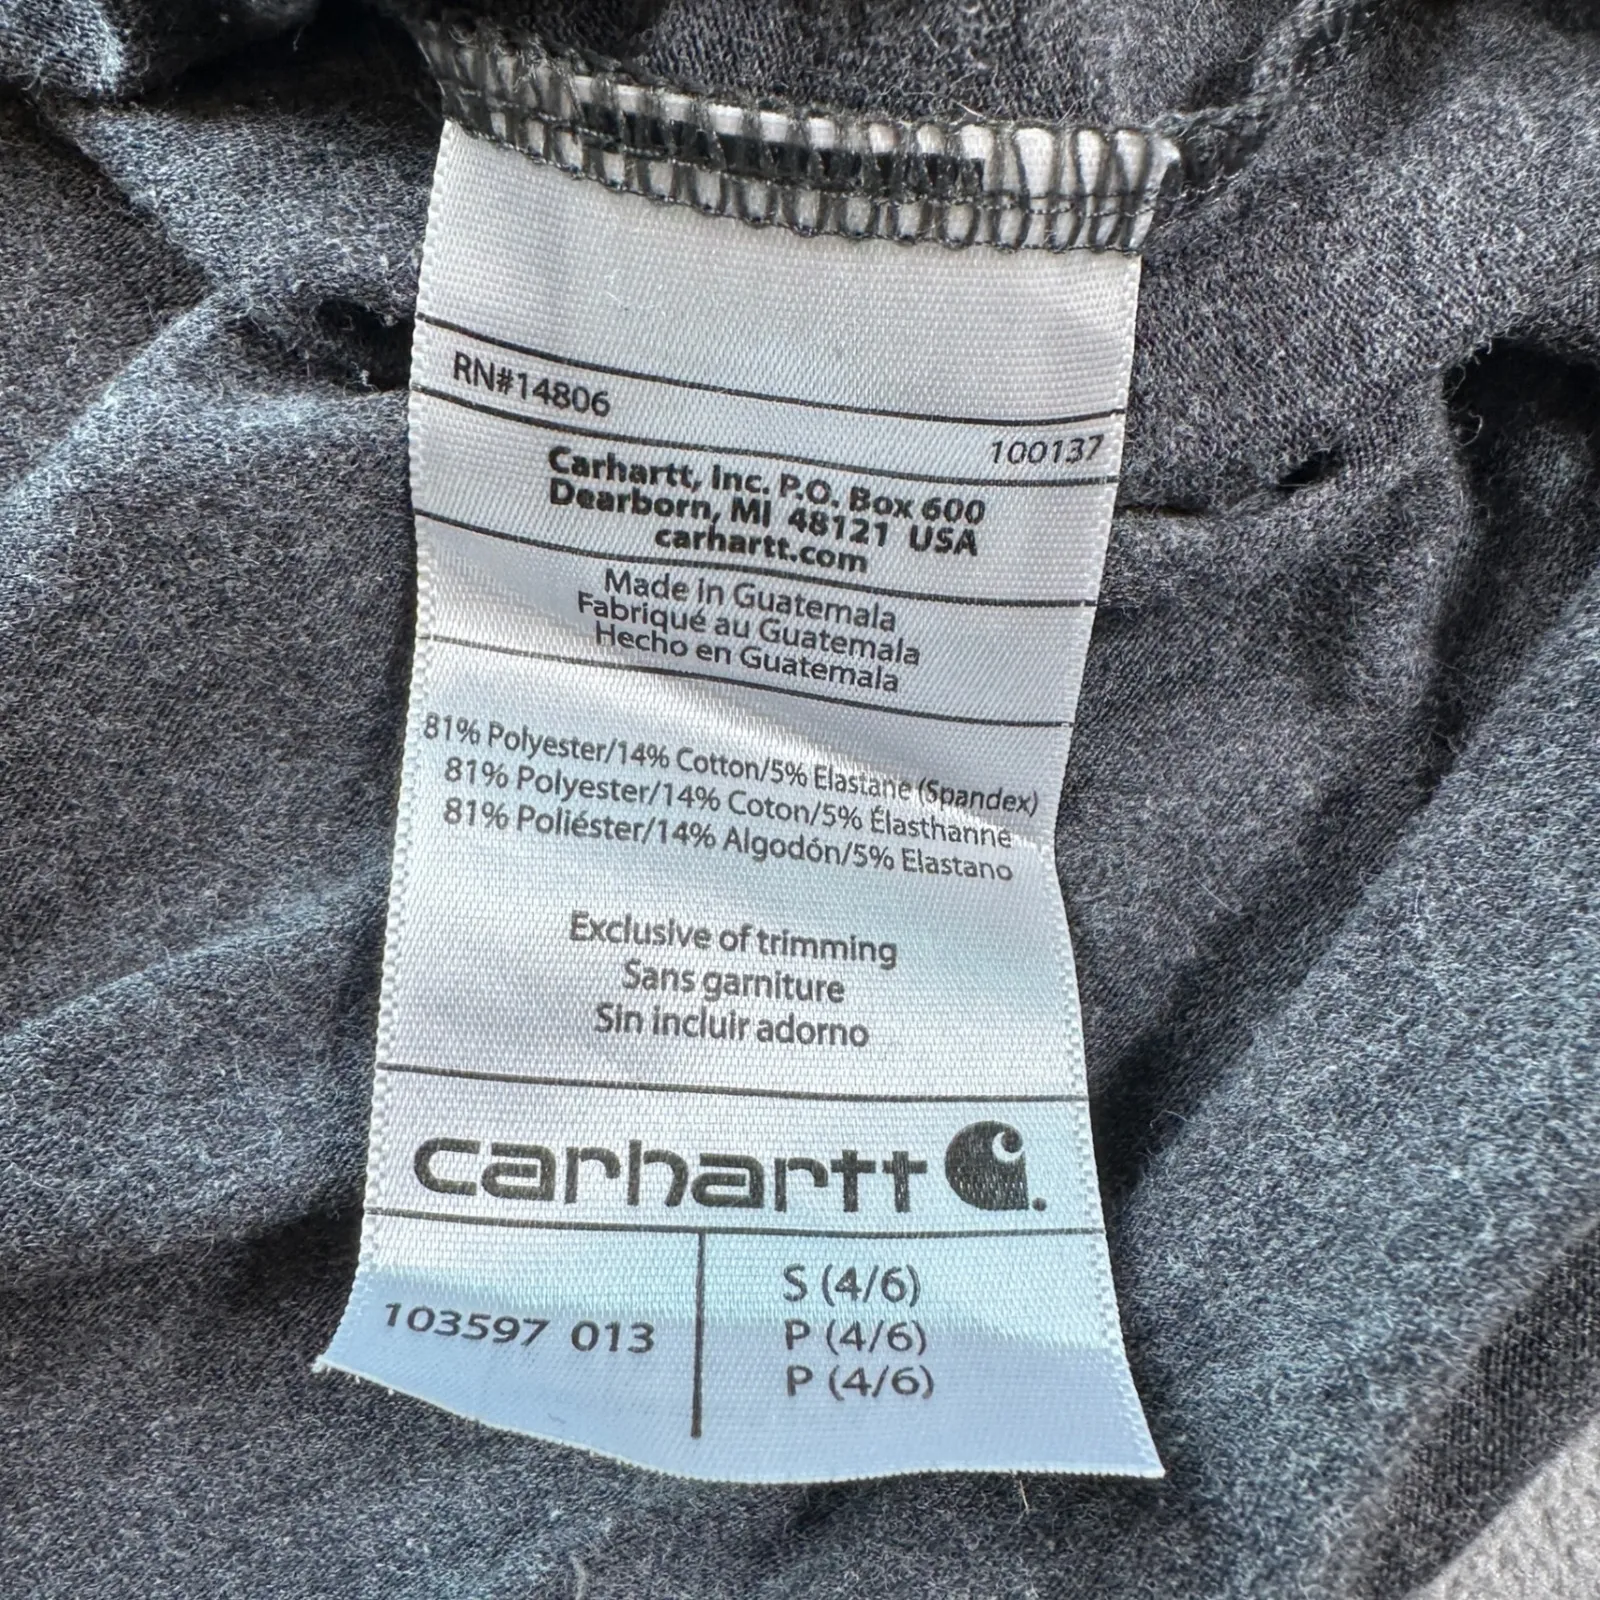 RN#14806
100137
Carhartt, Inc. P.O. Box 600
Dearborn, MI 48121 USA
carhartt.com
Made in Guatemala
Fabriqué au Guatemala
Hecho en Guatemala
81% Polyester/14% Cotton/5% Elastane (Spandex)
81% Polyester/14% Coton/5% Élasthanne
81% Poliéster/14% Algodón/5% Elastano
Exclusive of trimming
Sans garniture
Sin incluir adorno
carhartt
103597 013
S (4/6)
P (4/6)
P (4/6)